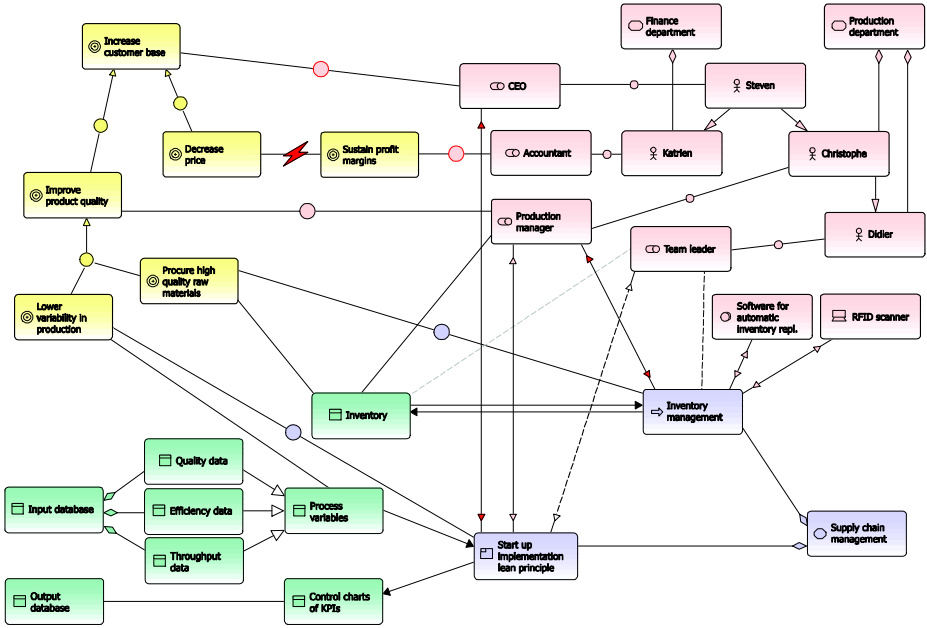 Finance
department
Production
department
Increase
customer base
CEO
Steven
Decrease
price
Sustain profit
margins
Accountant
Katrien
Christophe
Improve
product quality
Production
manager
Team leader
Didier
Procure high
quality raw
materials
Lower
variability in
production
Software for
automatic
inventory repl.
RFID scanner
Inventory
Inventory
management
Quality data
Input database
Efficiency data
Process
variables
Throughput
data
Start up
implementation
lean principle
Supply chain
management
Output
database
Control charts
of KPIs